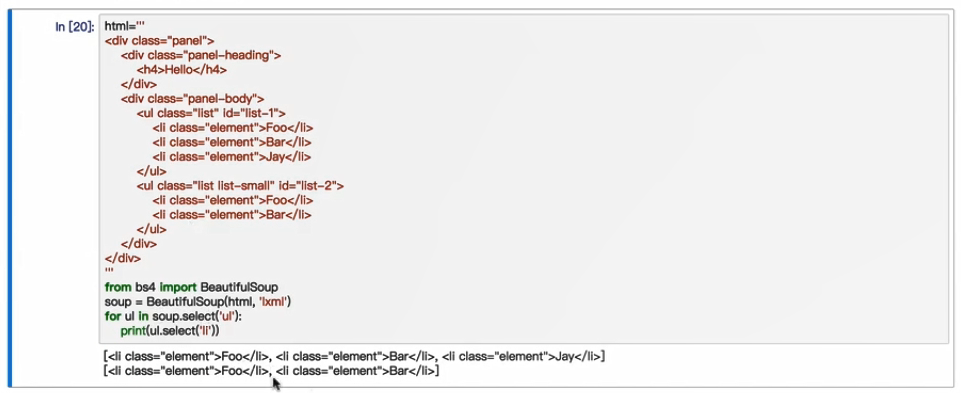 In [20]: html='''
<div class="panel">
    <div class="panel-heading">
        <h4>Hello</h4>
    </div>
    <div class="panel-body">
        <ul class="list" id="list-1">
            <li class="element">Foo</li>
            <li class="element">Bar</li>
            <li class="element">Jay</li>
        </ul>
        <ul class="list list-small" id="list-2">
            <li class="element">Foo</li>
            <li class="element">Bar</li>
        </ul>
    </div>
</div>
'''
from bs4 import BeautifulSoup
soup = BeautifulSoup(html, 'lxml')
for ul in soup.select('ul'):
    print(ul.select('li'))
[<li class="element">Foo</li>, <li class="element">Bar</li>, <li class="element">Jay</li>]
[<li class="element">Foo</li>, <li class="element">Bar</li>]